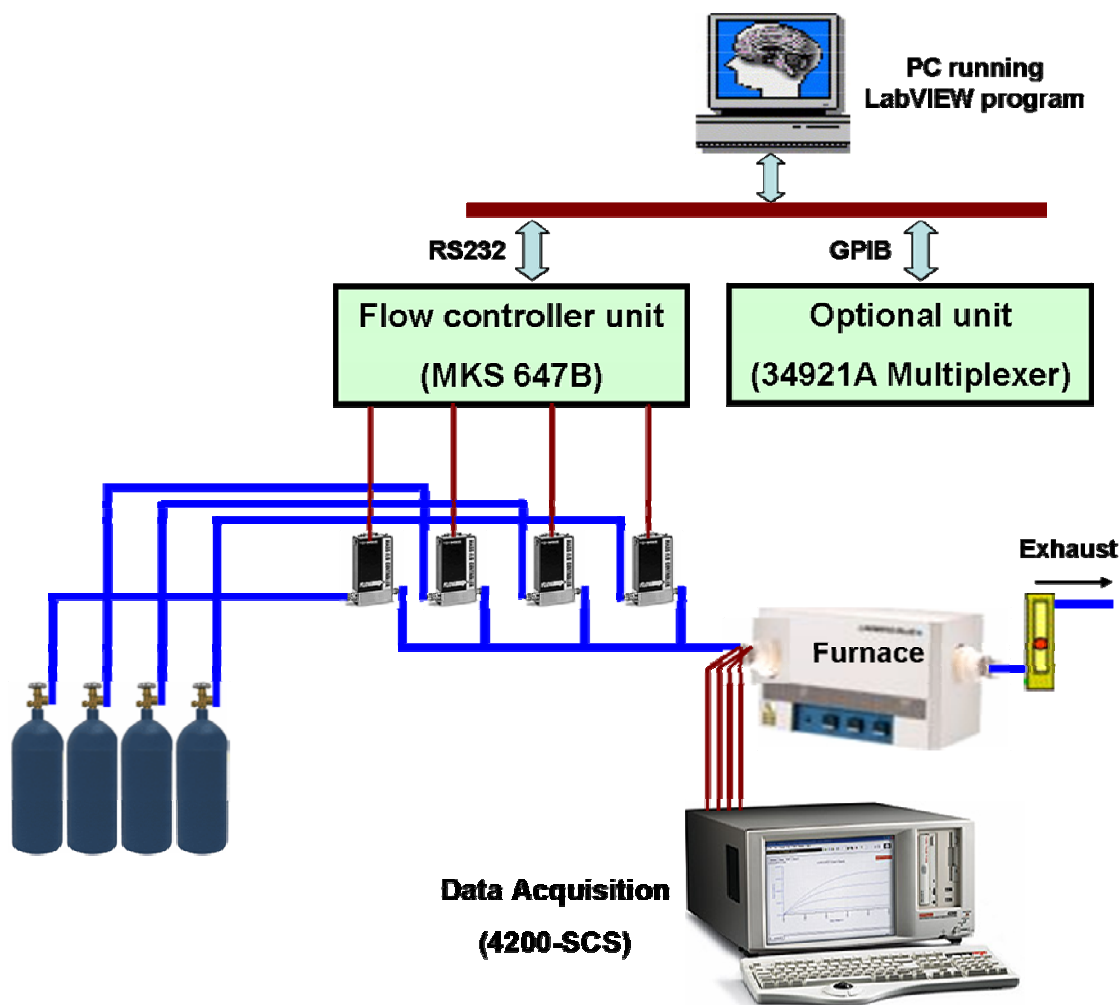 PC running
LabVIEW program
RS232
GPIB
Flow controller unit
(MKS 647B)
Optional unit
(34921A Multiplexer)
Exhaust
Furnace
Data Acquisition
(4200-SCS)